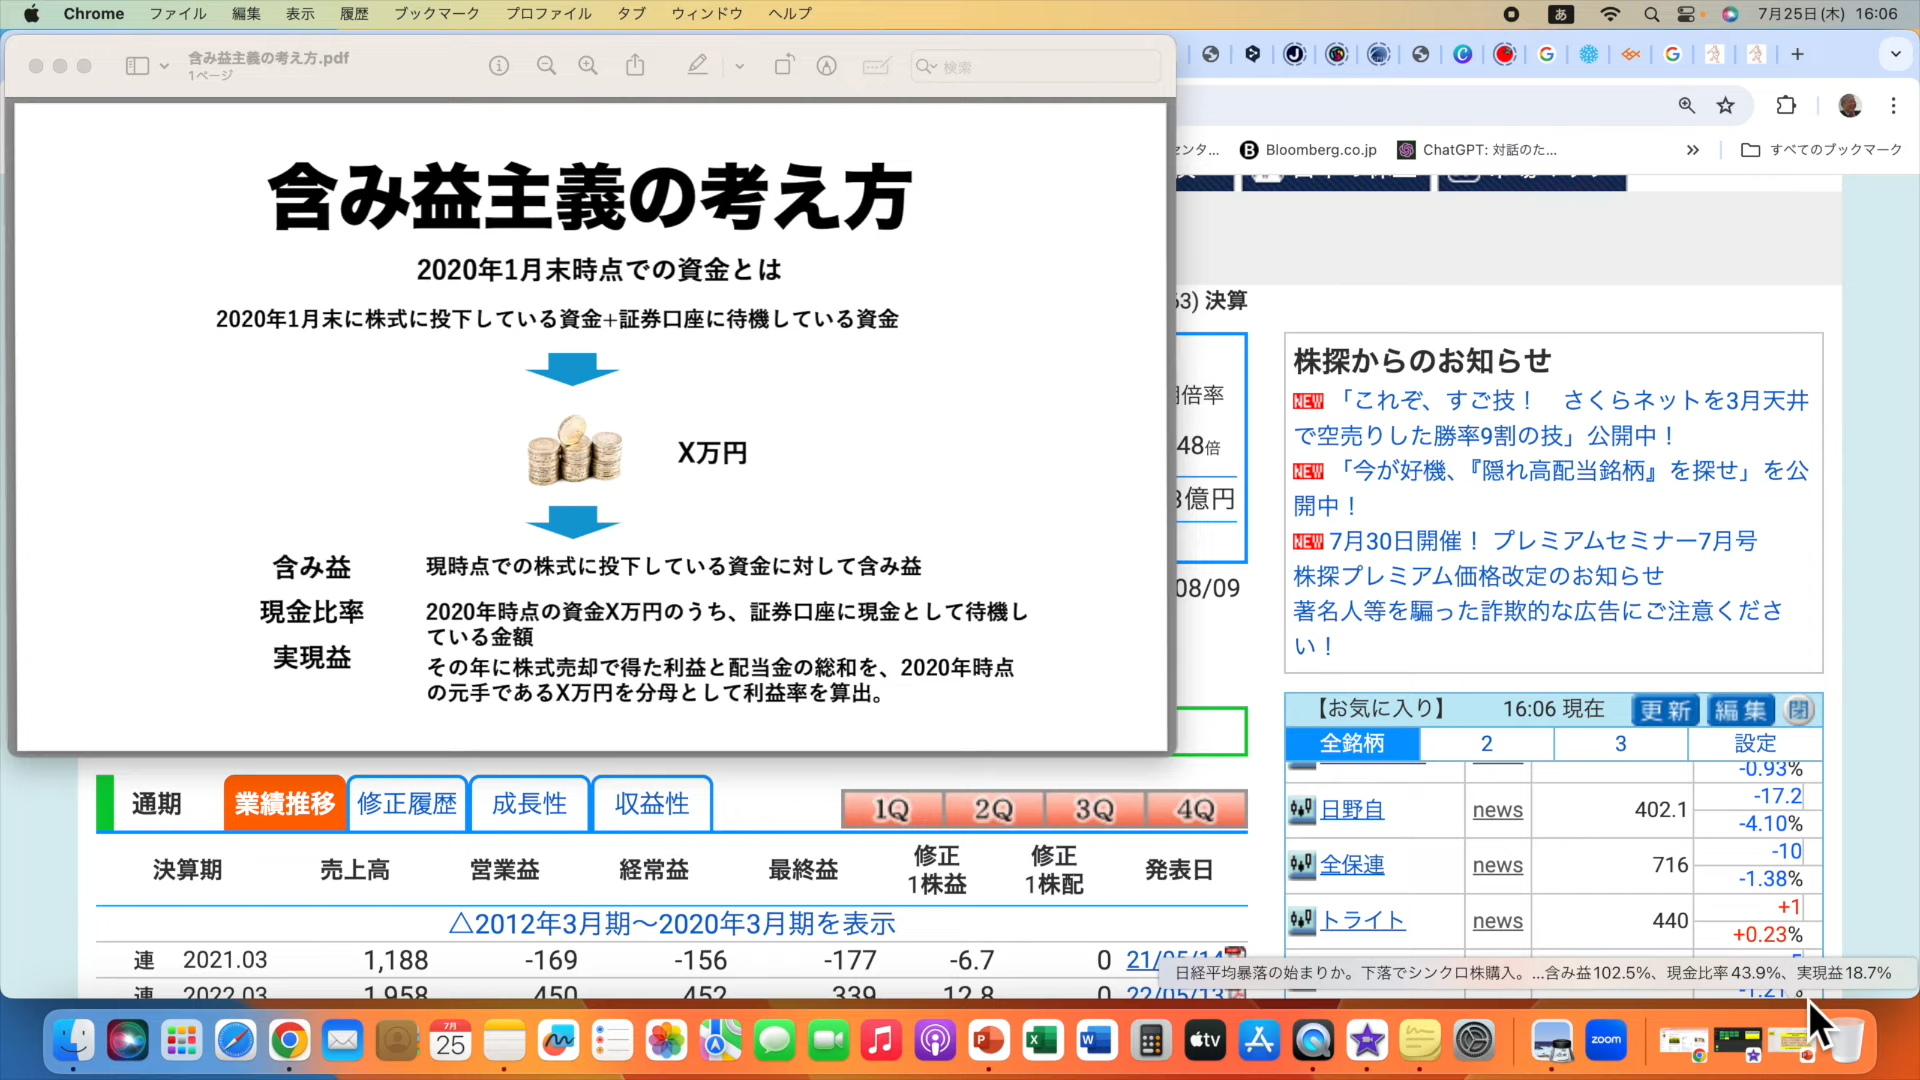 Chrome ファイル 編集 表示 履歴 ブックマーク プロファイル タブ ウィンドウ ヘルプ
あ
7月25日(木) 16:06
含み益主義の考え方.pdf
1ページ
検索
含み益主義の考え方
2020年1月末時点での資金とは
2020年1月末に株式に投下している資金+証券口座に待機している資金
X万円
含み益 現時点での株式に投下している資金に対して含み益
現金比率 2020年時点の資金X万円のうち、証券口座に現金として待機し
ている金額
実現益 その年に株式売却で得た利益と配当金の総和を、2020年時点
の元手であるX万円を分母として利益率を算出。
ンタ... Bloomberg.co.jp ChatGPT: 対話のた... » すべてのブックマーク
3) 決算
倍率
48倍
億円
08/09
株探からのお知らせ
NEW 「これぞ、すご技！ さくらネットを3月天井
で空売りした勝率9割の技」公開中！
NEW 「今が好機、『隠れ高配当銘柄』を探せ」を公
開中！
NEW 7月30日開催！ プレミアムセミナー7月号
株探プレミアム価格改定のお知らせ
著名人等を騙った詐欺的な広告にご注意くださ
い！
【お気に入り】 16:06 現在 更新 編集 閉
全銘柄 2 3 設定
-0.93%
日野自 news 402.1 -17.2
-4.10%
全保連 news 716 -10
-1.38%
トライト news 440 +1
+0.23%
-1.21%
通期 業績推移 修正履歴 成長性 収益性 1Q 2Q 3Q 4Q
決算期 売上高 営業益 経常益 最終益 修正1株益 修正1株配 発表日
△2012年3月期～2020年3月期を表示
連 2021.03 1,188 -169 -156 -177 -6.7 0 21/05/14
連 2022.03 1,958 450 452 339 12.8 0 22/05/13
日経平均暴落の始まりか。下落でシンクロ株購入。...含み益102.5%、現金比率43.9%、実現益18.7%
7月
25
tv
zoom